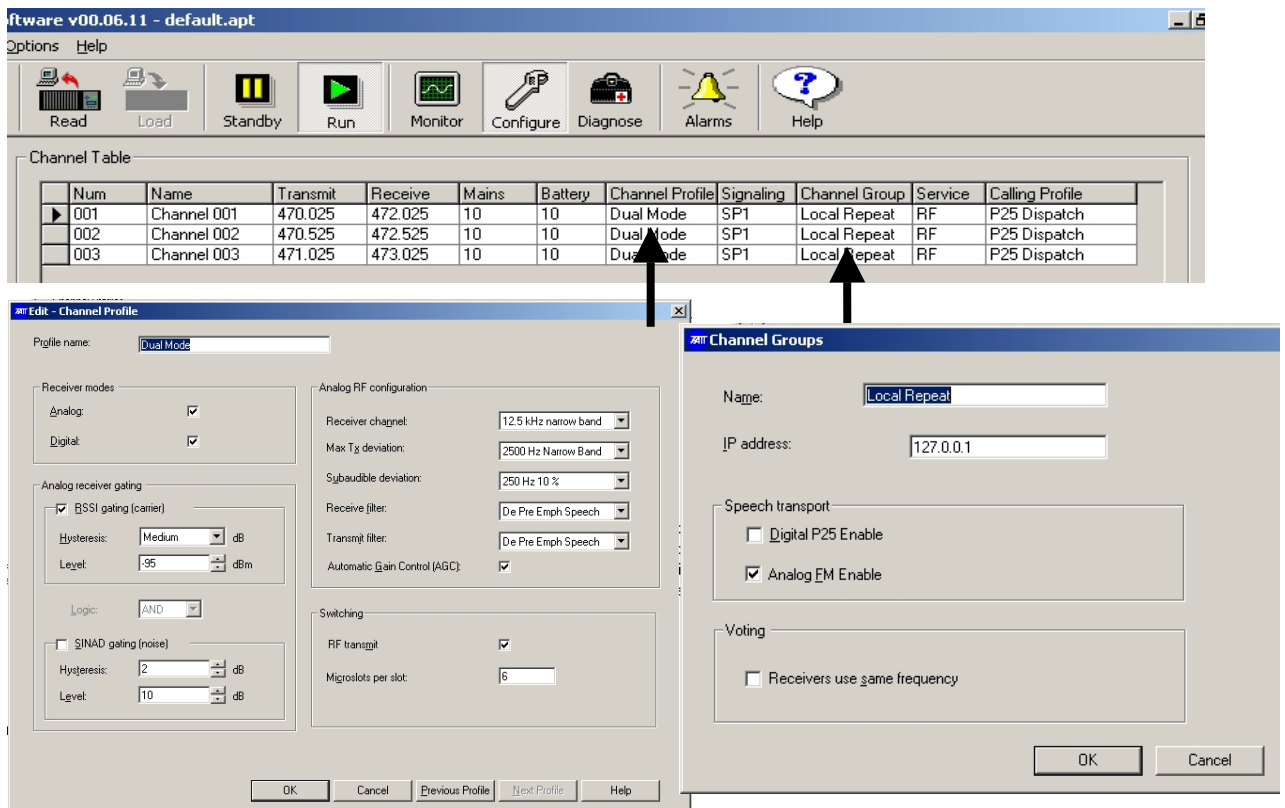 ftware v00.06.11 - default.apt
Options Help
Read Load Standby Run Monitor Configure Diagnose Alarms Help
Channel Table
Num Name Transmit Receive Mains Battery Channel Profile Signaling Channel Group Service Calling Profile
001 Channel 001 470.025 472.025 10 10 Dual Mode SP1 Local Repeat RF P25 Dispatch
002 Channel 002 470.525 472.525 10 10 Dual Mode SP1 Local Repeat RF P25 Dispatch
003 Channel 003 471.025 473.025 10 10 Dual Mode SP1 Local Repeat RF P25 Dispatch
TAIT Edit - Channel Profile
Profile name: Dual Mode
Receiver modes
Analog:
Digital:
Analog receiver gating
RSSI gating (carrier)
Hysteresis: Medium dB
Level: -95 dBm
Logic: AND
SINAD gating (noise)
Hysteresis: 2 dB
Level: 10 dB
Analog RF configuration
Receiver channel: 12.5 kHz narrow band
Max Tx deviation: 2500 Hz Narrow Band
Subaudible deviation: 250 Hz 10 %
Receive filter: De Pre Emph Speech
Transmit filter: De Pre Emph Speech
Automatic Gain Control (AGC):
Switching
RF transmit
Microslots per slot: 6
OK Cancel Previous Profile Next Profile Help
TAIT Channel Groups
Name: Local Repeat
IP address: 127.0.0.1
Speech transport
Digital P25 Enable
Analog FM Enable
Voting
Receivers use same frequency
OK Cancel